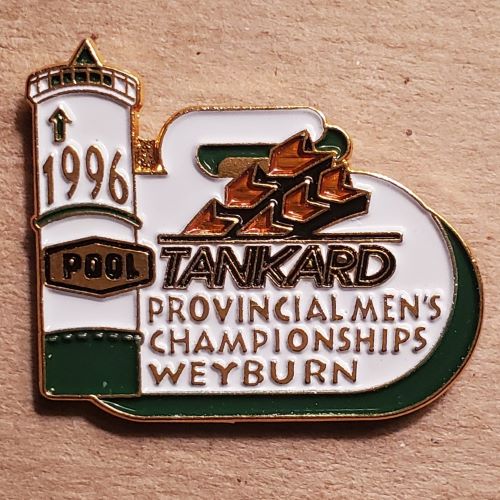 1996
POOL
TANKARD
PROVINCIAL MEN'S
CHAMPIONSHIPS
WEYBURN